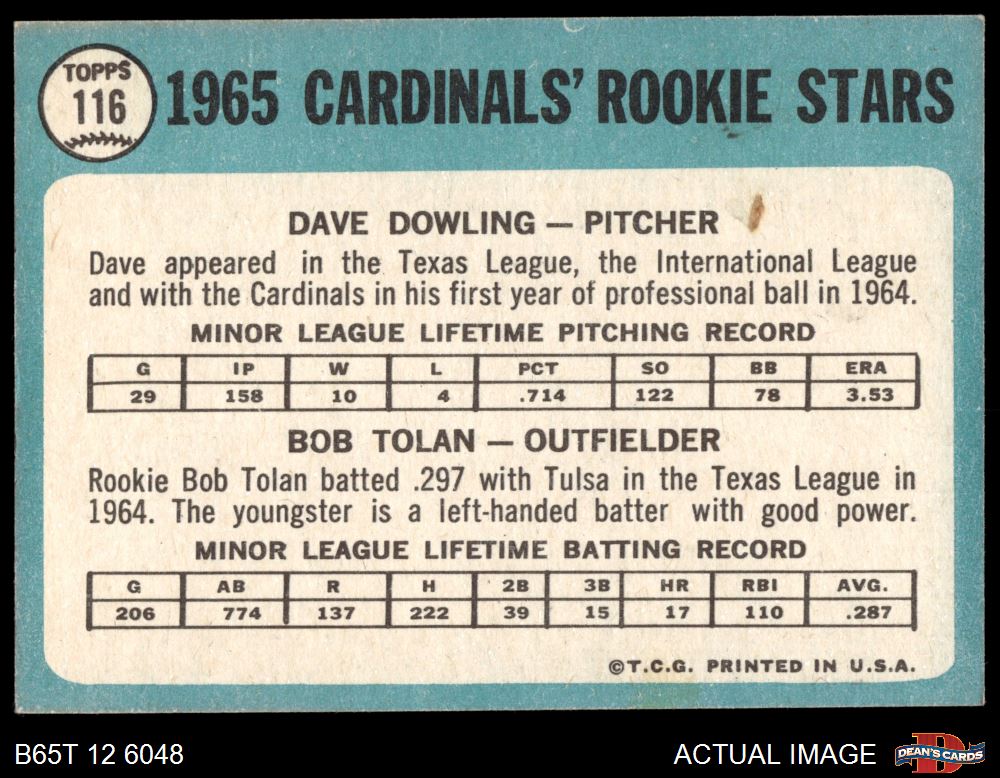 TOPPS
116
1965 CARDINALS' ROOKIE STARS
DAVE DOWLING — PITCHER
Dave appeared in the Texas League, the International League
and with the Cardinals in his first year of professional ball in 1964.
MINOR LEAGUE LIFETIME PITCHING RECORD
G IP W L PCT SO BB ERA
29 158 10 4 .714 122 78 3.53
BOB TOLAN — OUTFIELDER
Rookie Bob Tolan batted .297 with Tulsa in the Texas League in
1964. The youngster is a left-handed batter with good power.
MINOR LEAGUE LIFETIME BATTING RECORD
G AB R H 2B 3B HR RBI AVG.
206 774 137 222 39 15 17 110 .287
©T.C.G. PRINTED IN U.S.A.
B65T 12 6048
ACTUAL IMAGE
DEAN'S CARDS